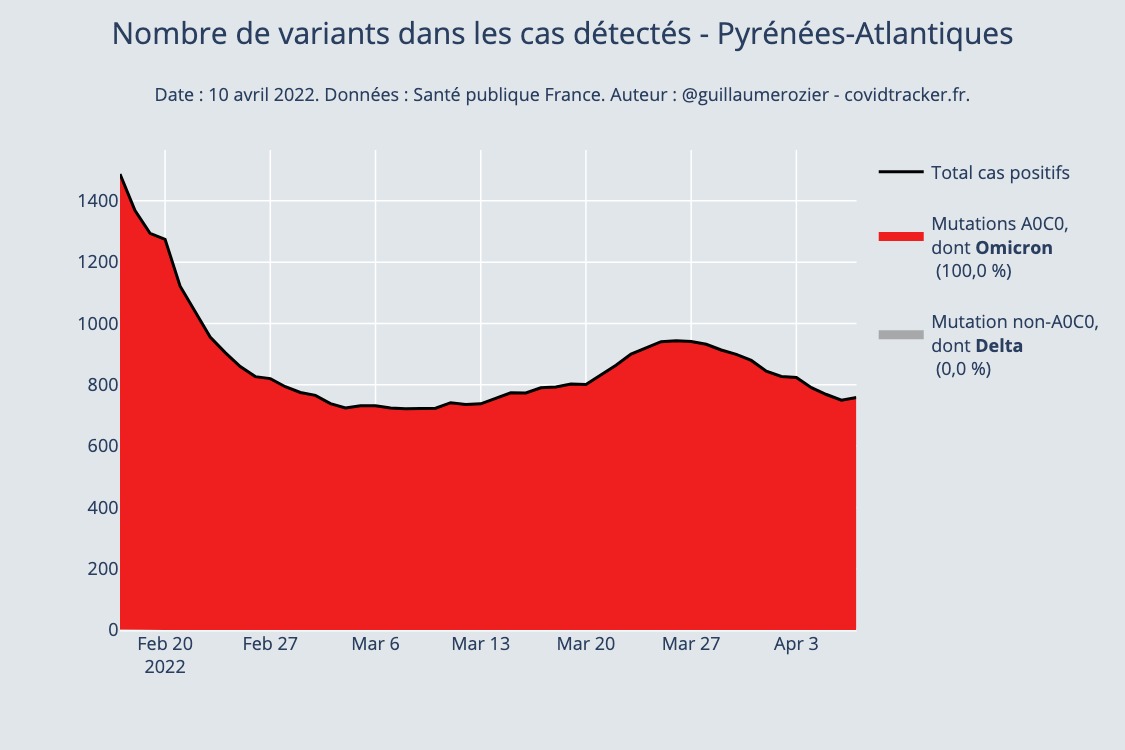 Nombre de variants dans les cas détectés - Pyrénées-Atlantiques
Date : 10 avril 2022. Données : Santé publique France. Auteur : @guillaumerozier - covidtracker.fr.
Total cas positifs
Mutations A0C0,
dont Omicron
(100,0 %)
Mutation non-A0C0,
dont Delta
(0,0 %)
1400
1200
1000
800
600
400
200
0
Feb 20 Feb 27 Mar 6 Mar 13 Mar 20 Mar 27 Apr 3
2022